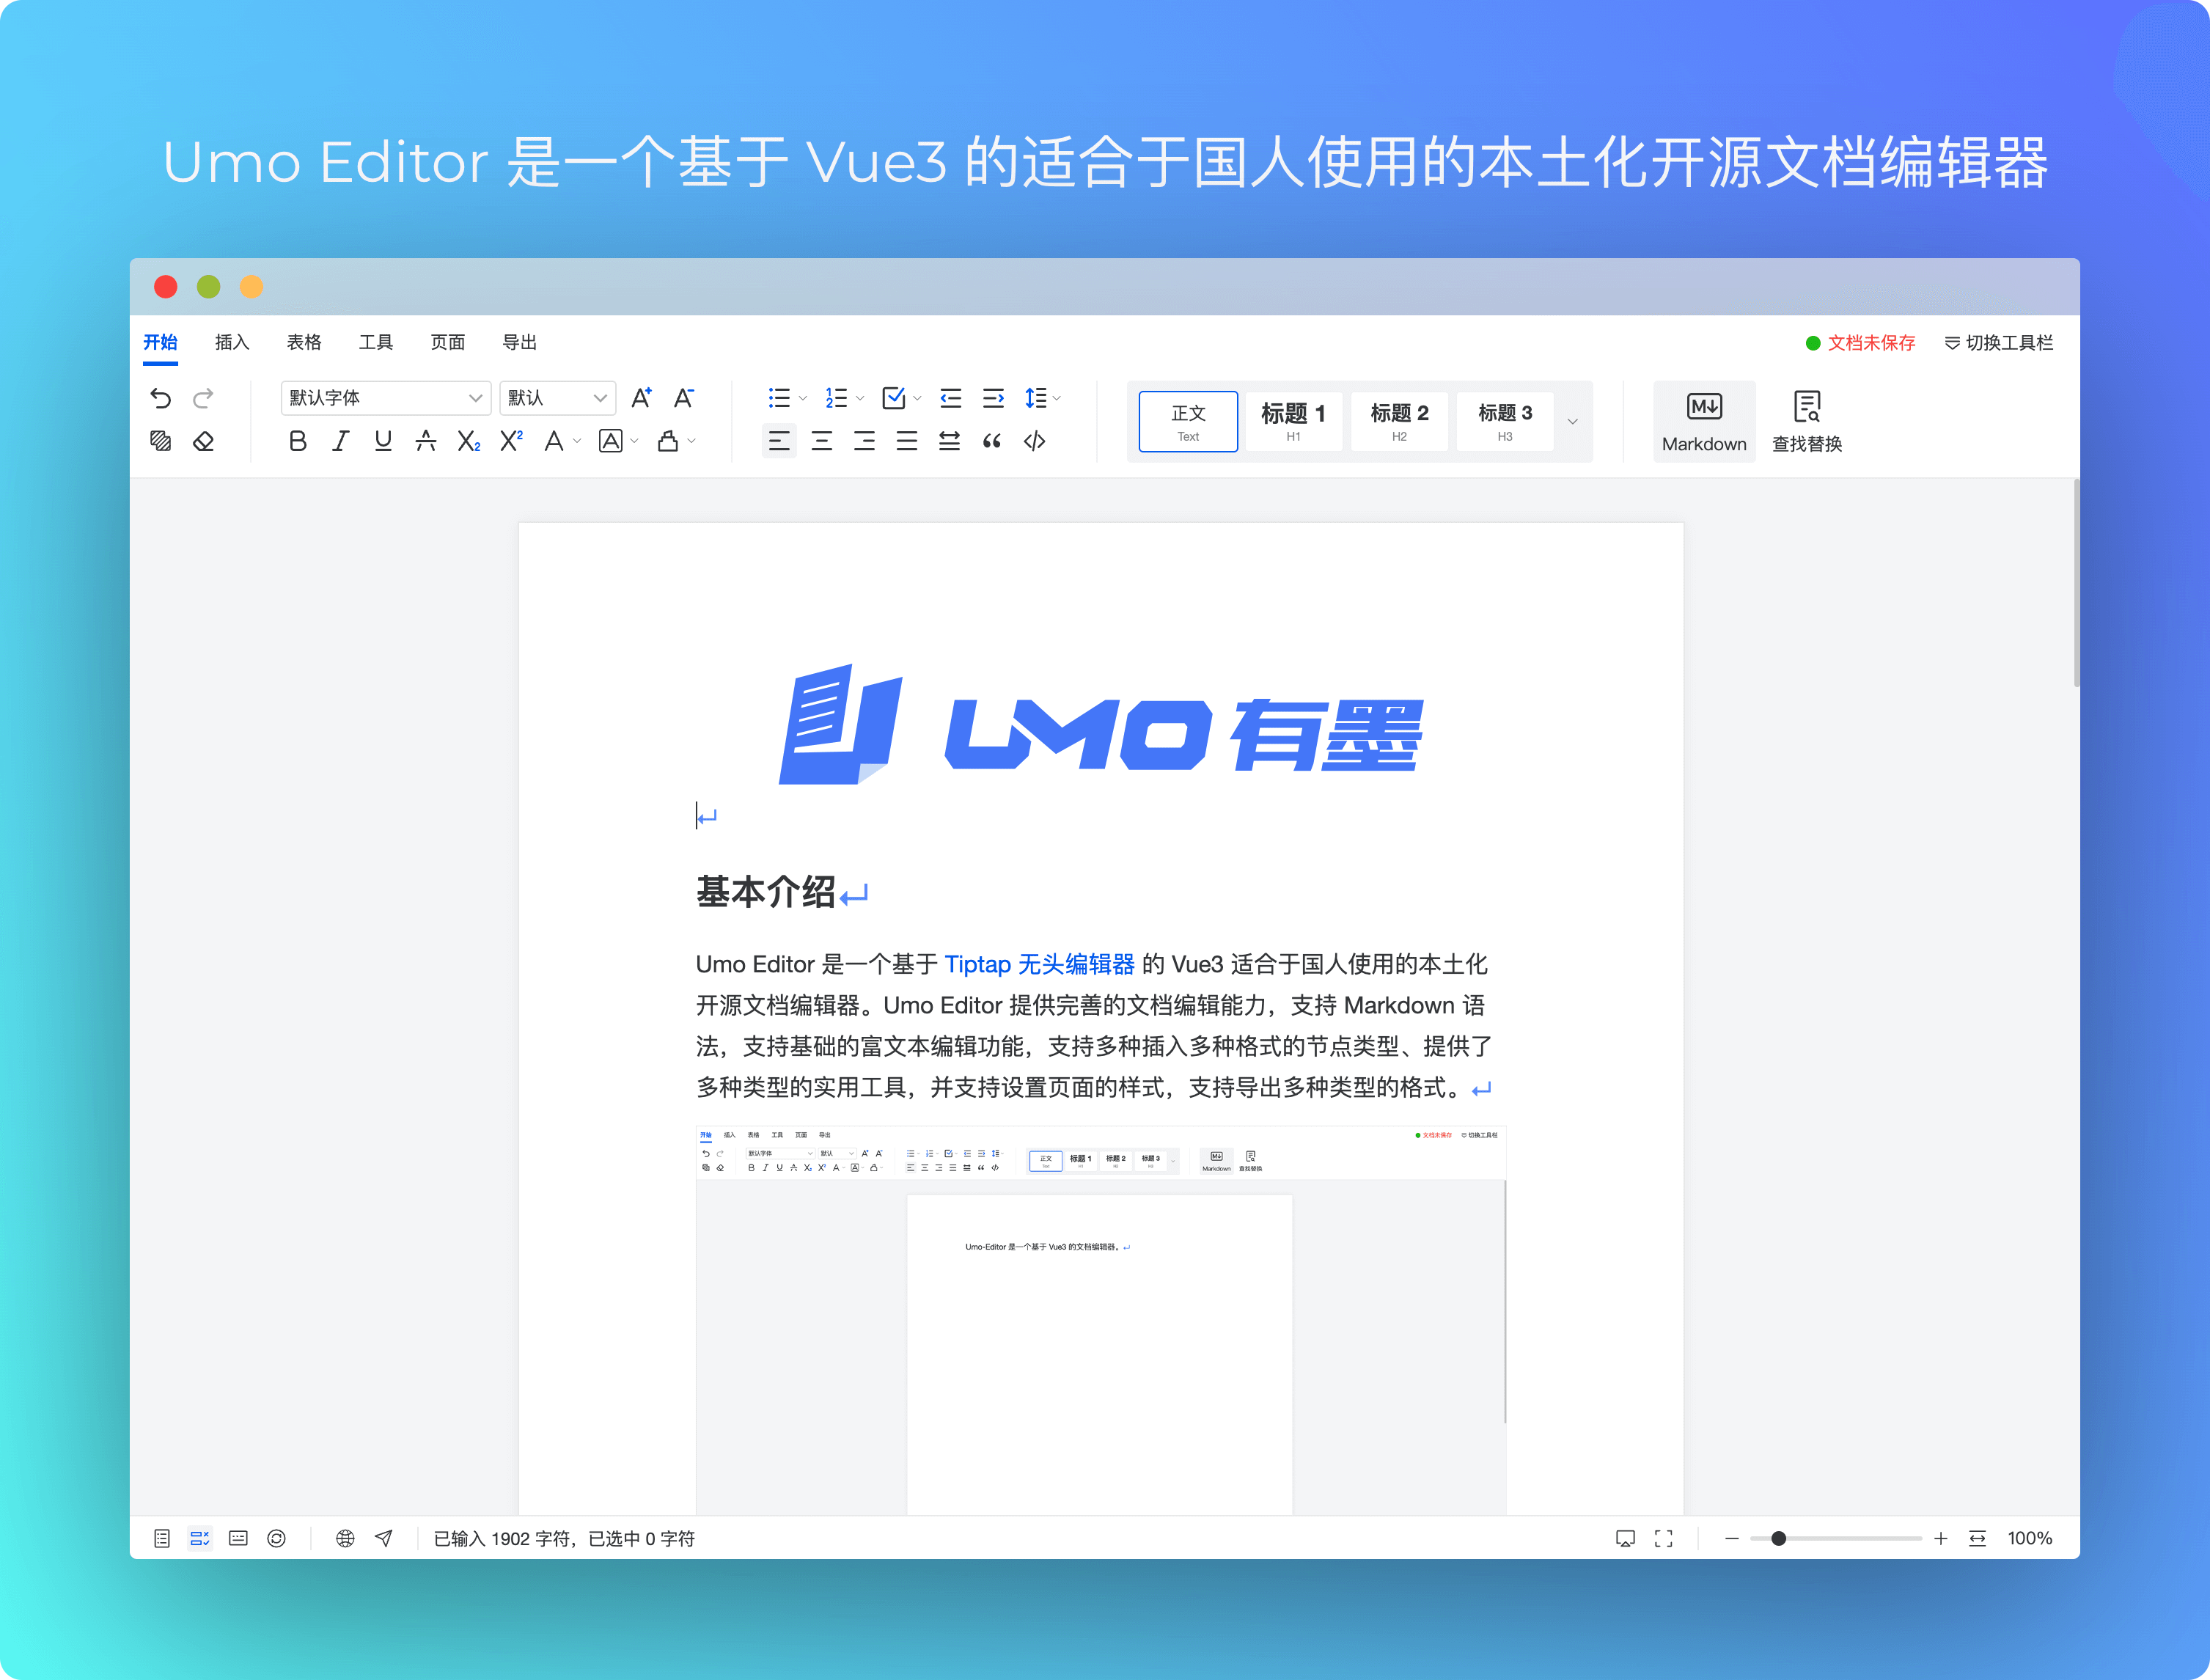 Umo Editor 是一个基于 Vue3 的适合于国人使用的本土化开源文档编辑器
开始 插入 表格 工具 页面 导出 文档未保存 切换工具栏
默认字体 默认
正文 标题 1 标题 2 标题 3
Text H1 H2 H3
Markdown 查找替换
UMO 有墨
基本介绍
Umo Editor 是一个基于 Tiptap 无头编辑器 的 Vue3 适合于国人使用的本土化
开源文档编辑器。Umo Editor 提供完善的文档编辑能力，支持 Markdown 语
法，支持基础的富文本编辑功能，支持多种插入多种格式的节点类型、提供了
多种类型的实用工具，并支持设置页面的样式，支持导出多种类型的格式。
开始 插入 表格 工具 页面 导出 文档未保存 切换工具栏
默认字体 默认
正文 标题 1 标题 2 标题 3
Text H1 H2 H3
Markdown 查找替换
Umo-Editor 是一个基于 Vue3 的文档编辑器。
已输入 1902 字符，已选中 0 字符 100%